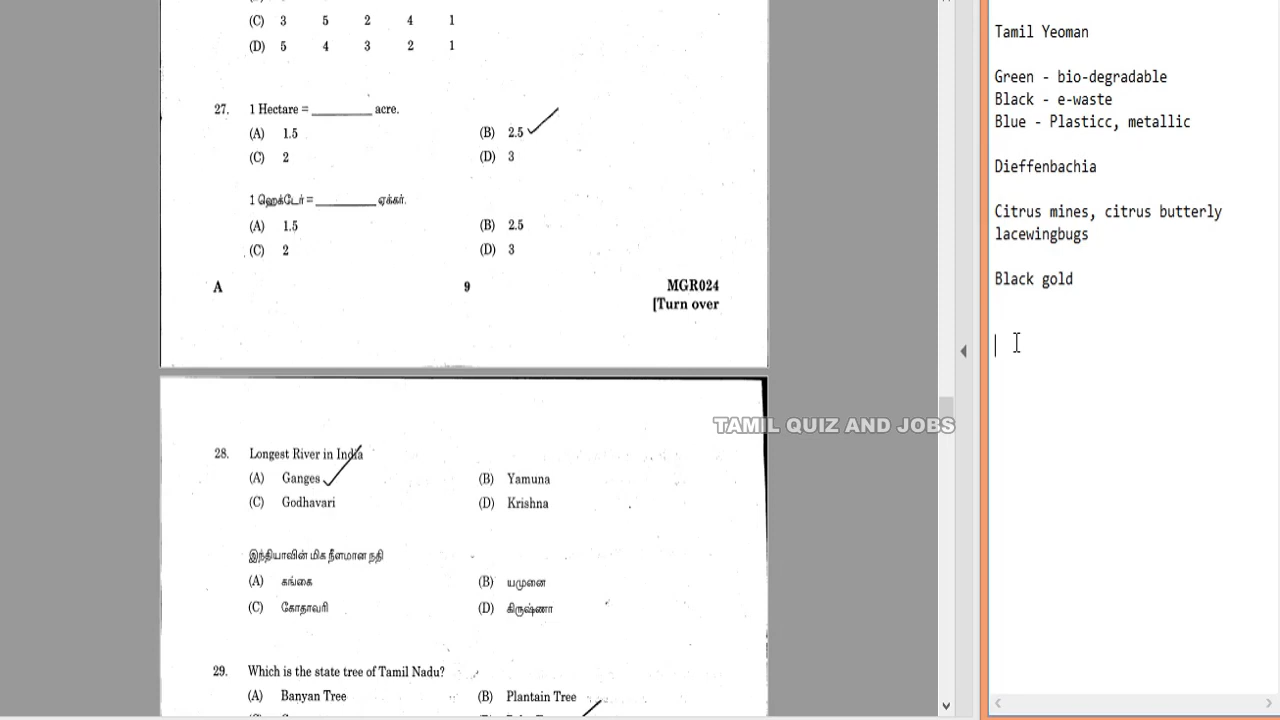 (C) 3 5 2 4 1
(D) 5 4 3 2 1
27. 1 Hectare = ________ acre.
(A) 1.5 (B) 2.5
(C) 2 (D) 3
1 ஹெக்டேர் = ________ ஏக்கர்.
(A) 1.5 (B) 2.5
(C) 2 (D) 3
A 9 MGR024
[Turn over
28. Longest River in India
(A) Ganges (B) Yamuna
(C) Godhavari (D) Krishna
இந்தியாவின் மிக நீளமான நதி
(A) கங்கை (B) யமுனை
(C) கோதாவரி (D) கிருஷ்ணா
29. Which is the state tree of Tamil Nadu?
(A) Banyan Tree (B) Plantain Tree
Tamil Yeoman
Green - bio-degradable
Black - e-waste
Blue - Plasticc, metallic
Dieffenbachia
Citrus mines, citrus butterly
lacewingbugs
Black gold
TAMIL QUIZ AND JOBS